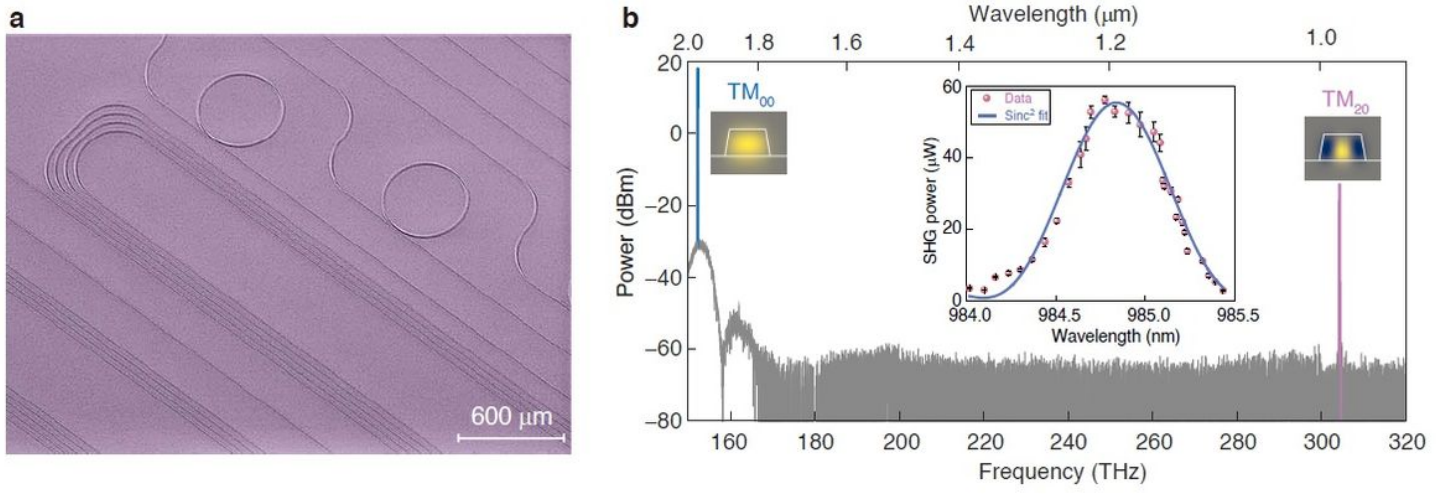 a
600 μm
b
Wavelength (μm)
2.0 1.8 1.6 1.4 1.2 1.0
Power (dBm)
20
0
−20
−40
−60
−80
TM₀₀
TM₂₀
SHG power (μW)
60
40
20
0
Data
Sinc² fit
984.0 984.5 985.0 985.5
Wavelength (nm)
160 180 200 220 240 260 280 300 320
Frequency (THz)